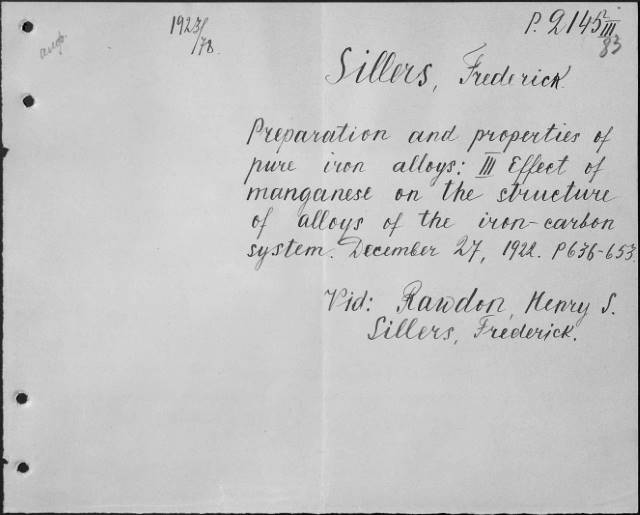 angl.
1923/78.
P. 2145 III/83
Sillers, Frederick.
Preparation and properties of
pure iron alloys: III Effect of
manganese on the structure
of alloys of the iron-carbon
system. December 27, 1922. P636-653.
Vid: Rawdon, Henry S.
Sillers, Frederick.